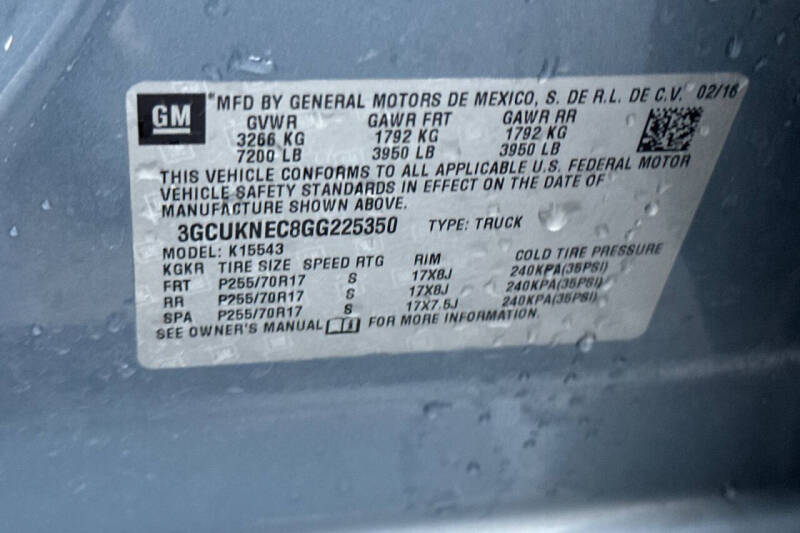 GM *MFD BY GENERAL MOTORS DE MEXICO, S. DE R.L. DE C.V. 02/16
GVWR GAWR FRT GAWR RR
3266 KG 1792 KG 1792 KG
7200 LB 3950 LB 3950 LB
THIS VEHICLE CONFORMS TO ALL APPLICABLE U.S. FEDERAL MOTOR
VEHICLE SAFETY STANDARDS IN EFFECT ON THE DATE OF
MANUFACTURE SHOWN ABOVE.
3GCUKNEC8GG225350 TYPE: TRUCK
MODEL: K15543
KGKR TIRE SIZE SPEED RTG RIM COLD TIRE PRESSURE
FRT P255/70R17 S 17X8J 240KPA(35PSI)
RR P255/70R17 S 17X8J 240KPA(35PSI)
SPA P255/70R17 S 17X7.5J 240KPA(35PSI)
SEE OWNER'S MANUAL FOR MORE INFORMATION.